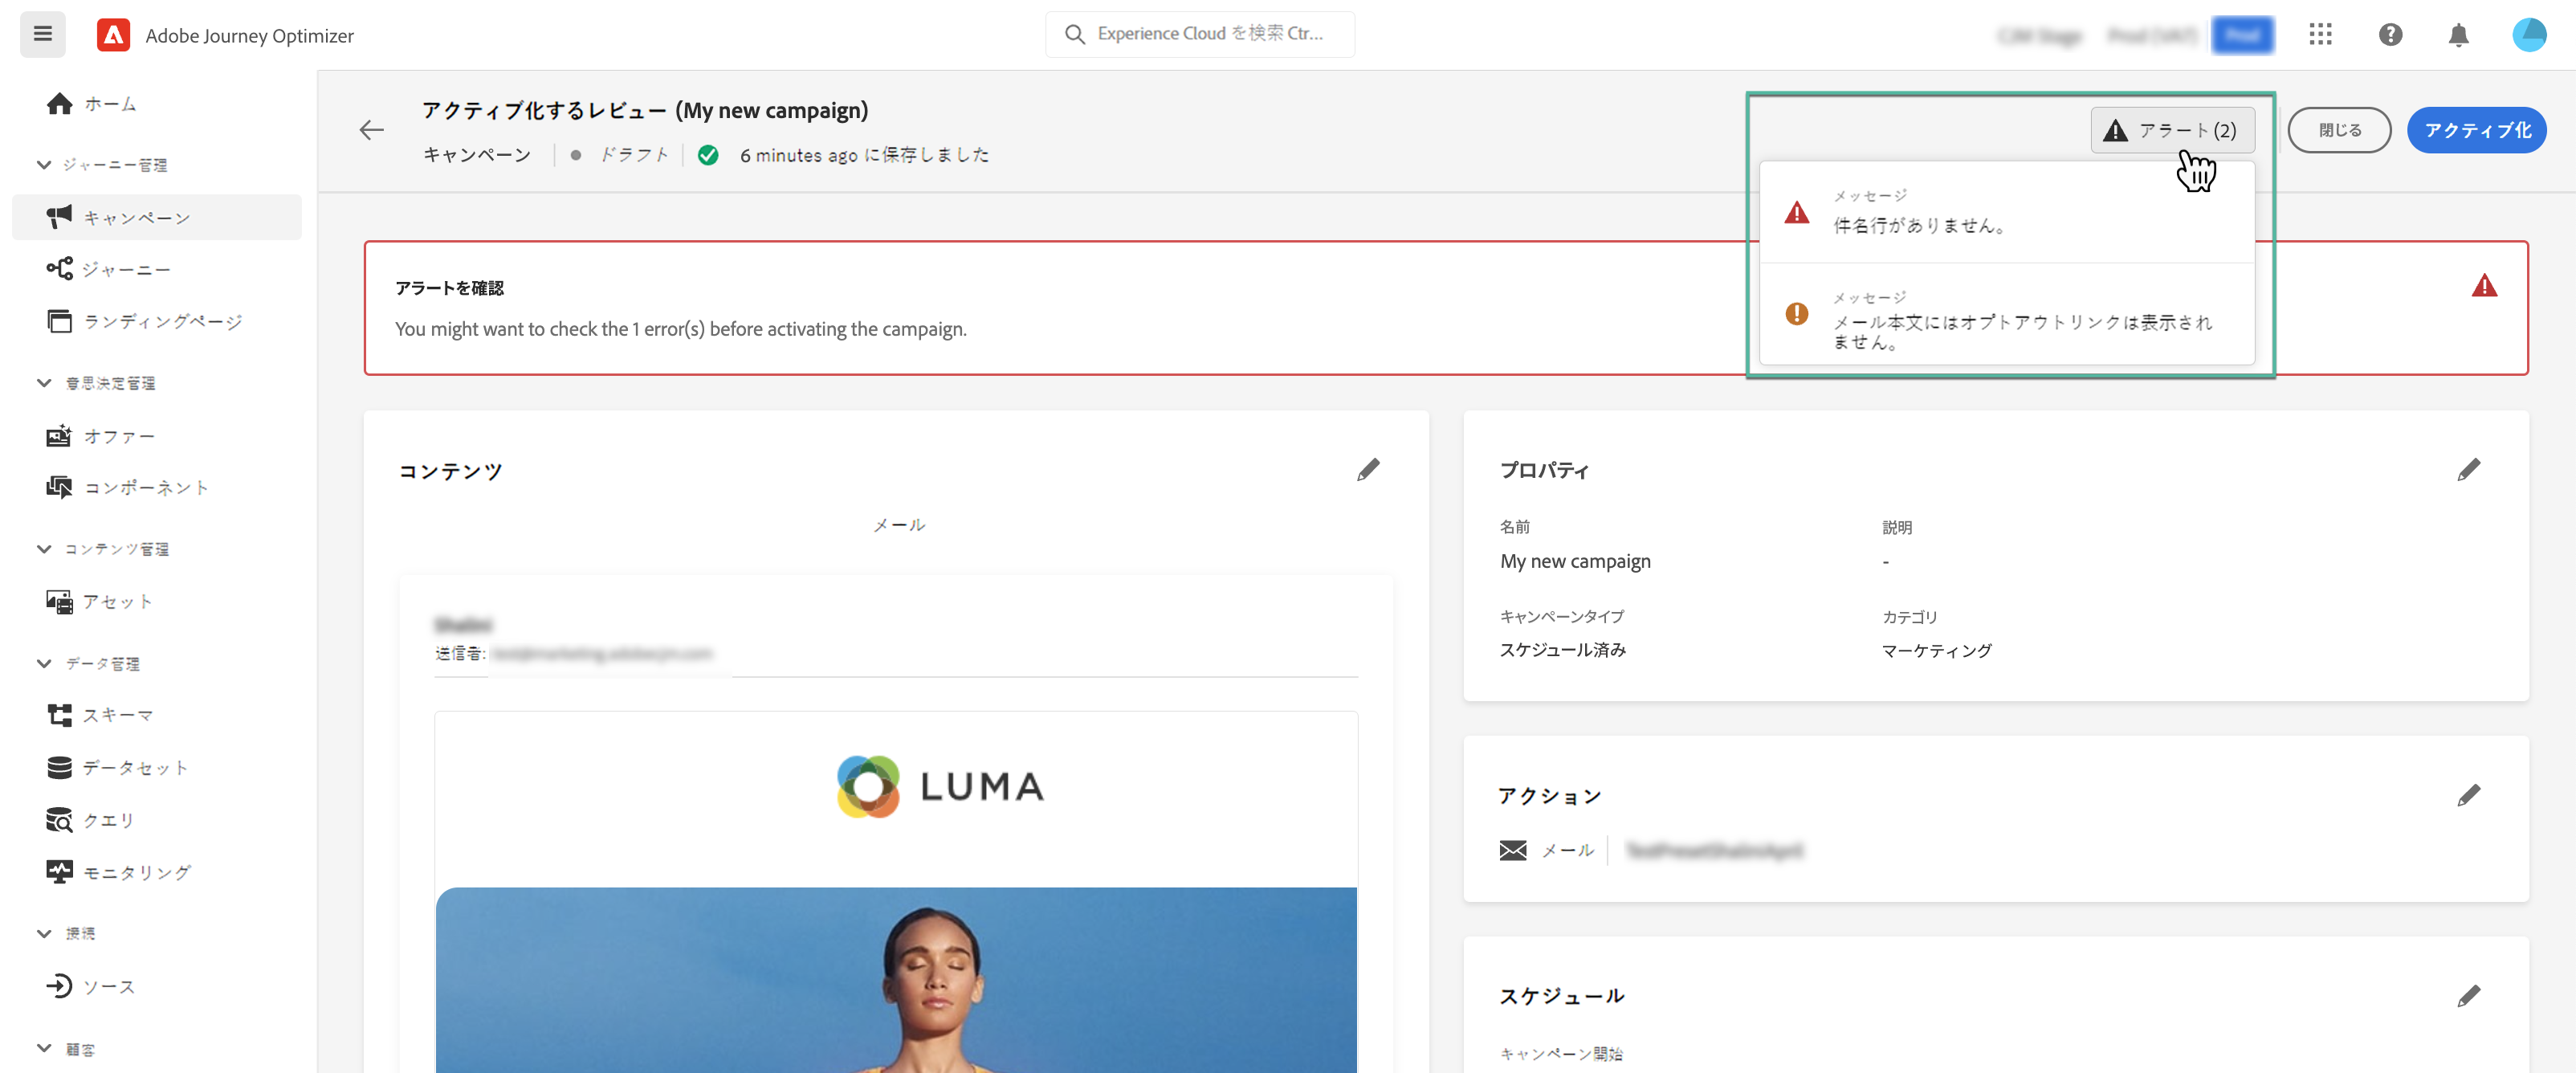 Adobe Journey Optimizer
Experience Cloud を検索 Ctr...
ホーム
ジャーニー管理
キャンペーン
ジャーニー
ランディングページ
意思決定管理
オファー
コンポーネント
コンテンツ管理
アセット
データ管理
スキーマ
データセット
クエリ
モニタリング
接続
ソース
顧客
アクティブ化するレビュー (My new campaign)
キャンペーン
ドラフト
6 minutes ago に保存しました
アラート (2)
閉じる
アクティブ化
メッセージ
件名行がありません。
メッセージ
メール本文にはオプトアウトリンクは表示され
ません。
アラートを確認
You might want to check the 1 error(s) before activating the campaign.
コンテンツ
メール
送信者:
LUMA
プロパティ
名前
説明
My new campaign
-
キャンペーンタイプ
カテゴリ
スケジュール済み
マーケティング
アクション
メール
スケジュール
キャンペーン開始